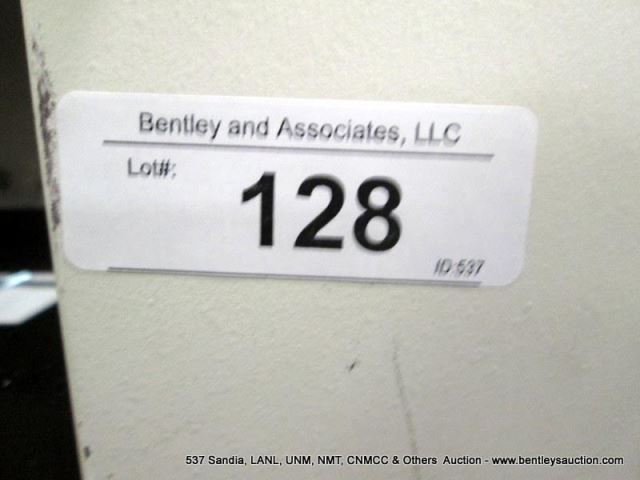 Bentley and Associates, LLC
Lot#:
128
ID:537
537 Sandia, LANL, UNM, NMT, CNMCC & Others  Auction - www.bentleysauction.com